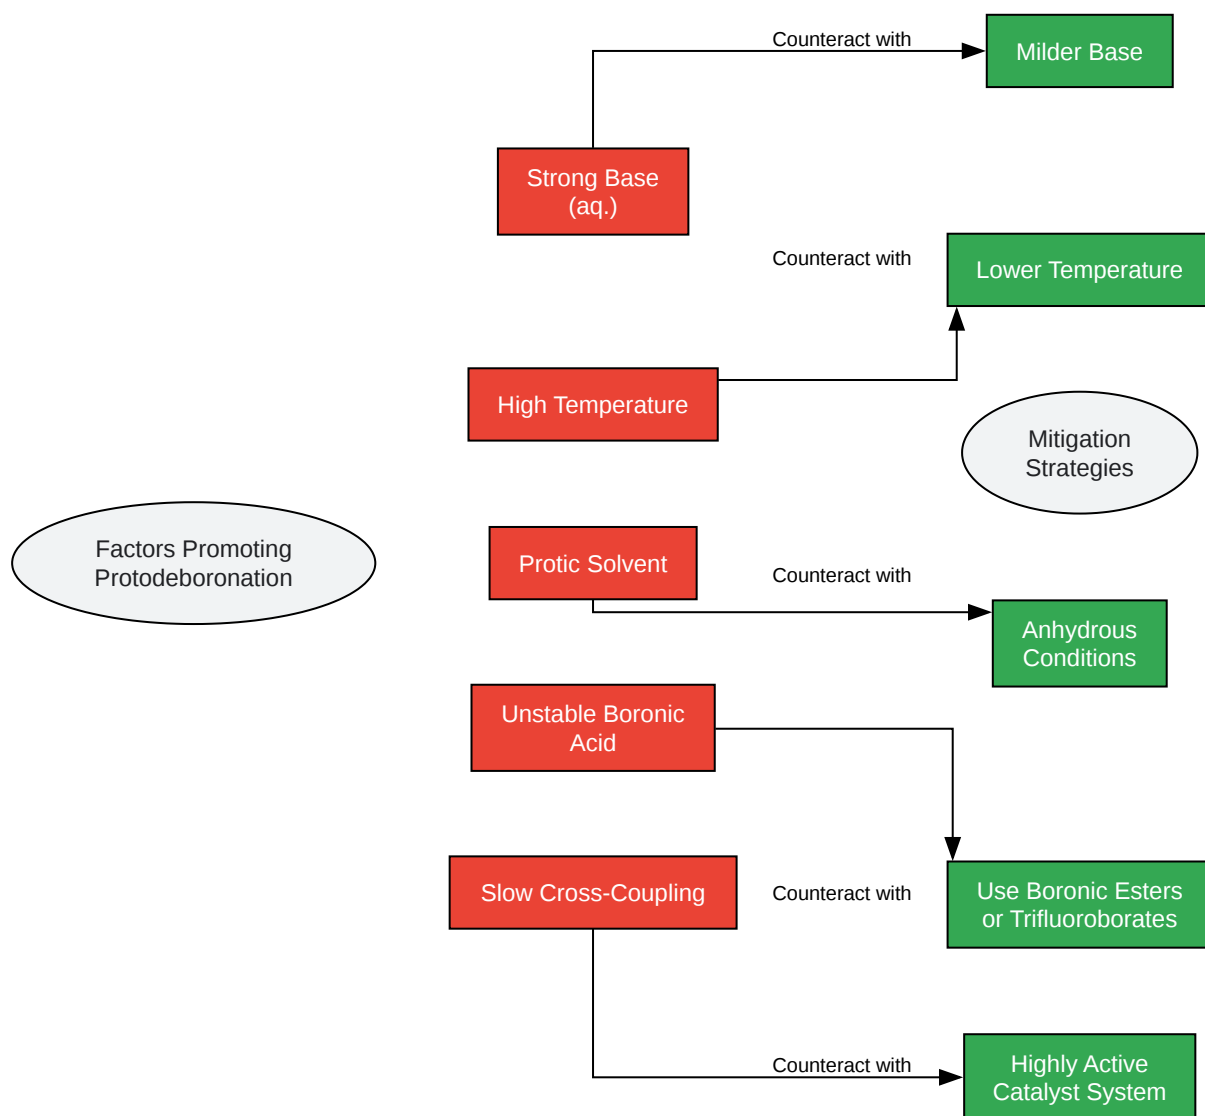 Counteract with
Milder Base
Strong Base
(aq.)
Counteract with
Lower Temperature
High Temperature
Mitigation
Strategies
Factors Promoting
Protodeboronation
Protic Solvent
Counteract with
Anhydrous
Conditions
Unstable Boronic
Acid
Slow Cross-Coupling
Counteract with
Use Boronic Esters
or Trifluoroborates
Counteract with
Highly Active
Catalyst System